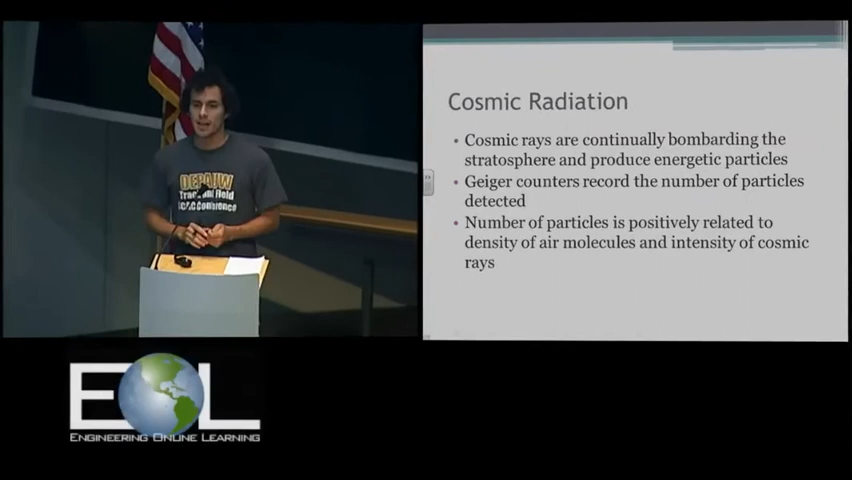 DEPAUW
Track and Field
SCAC Conference
Cosmic Radiation
• Cosmic rays are continually bombarding the
stratosphere and produce energetic particles
• Geiger counters record the number of particles
detected
• Number of particles is positively related to
density of air molecules and intensity of cosmic
rays
EOL
ENGINEERING ONLINE LEARNING